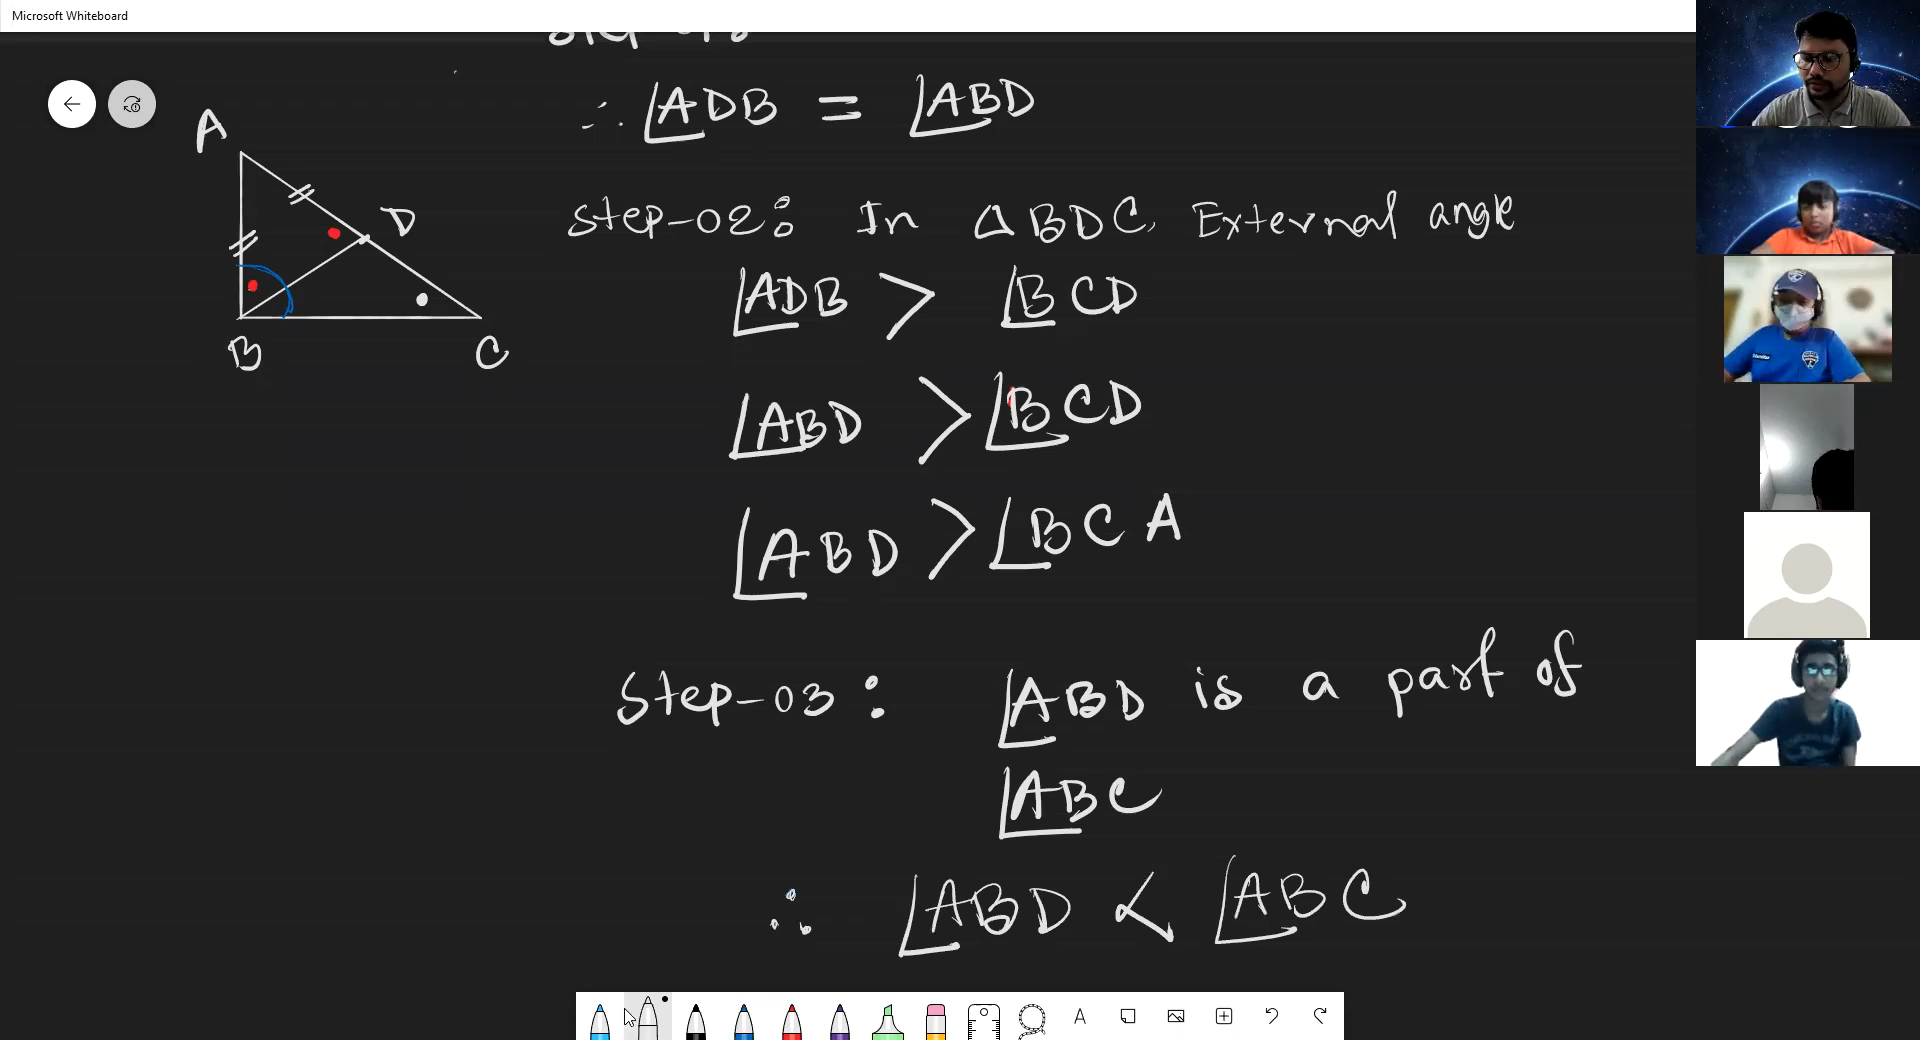 Microsoft Whiteboard
∴ ∠ADB = ∠ABD
A
D
B
C
Step-02: In △BDC, External angle
∠ADB > ∠BCD
∠ABD > ∠BCD
∠ABD > ∠BCA
Step-03: ∠ABD is a part of
∠ABC
∴ ∠ABD < ∠ABC